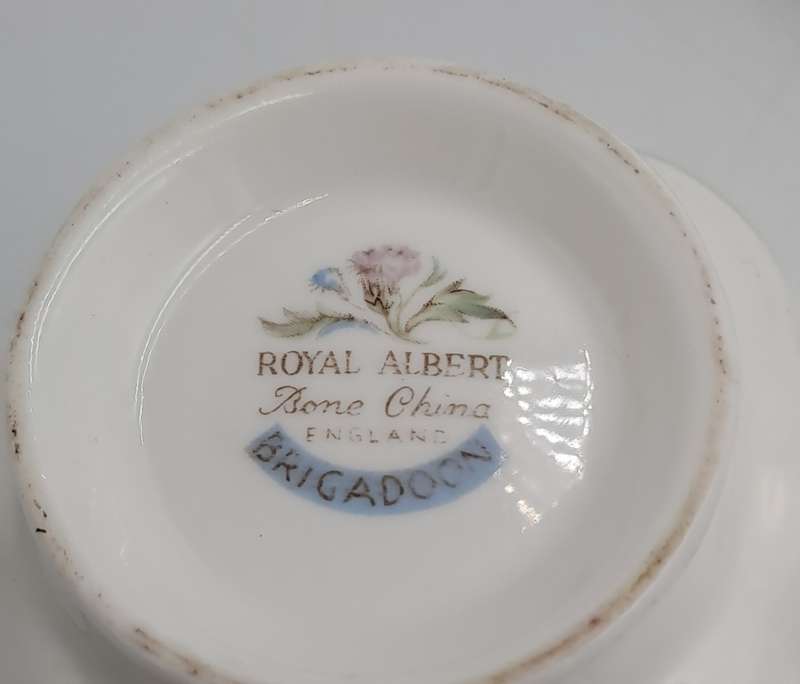 ROYAL ALBERT
Bone China
ENGLAND
BRIGADOON